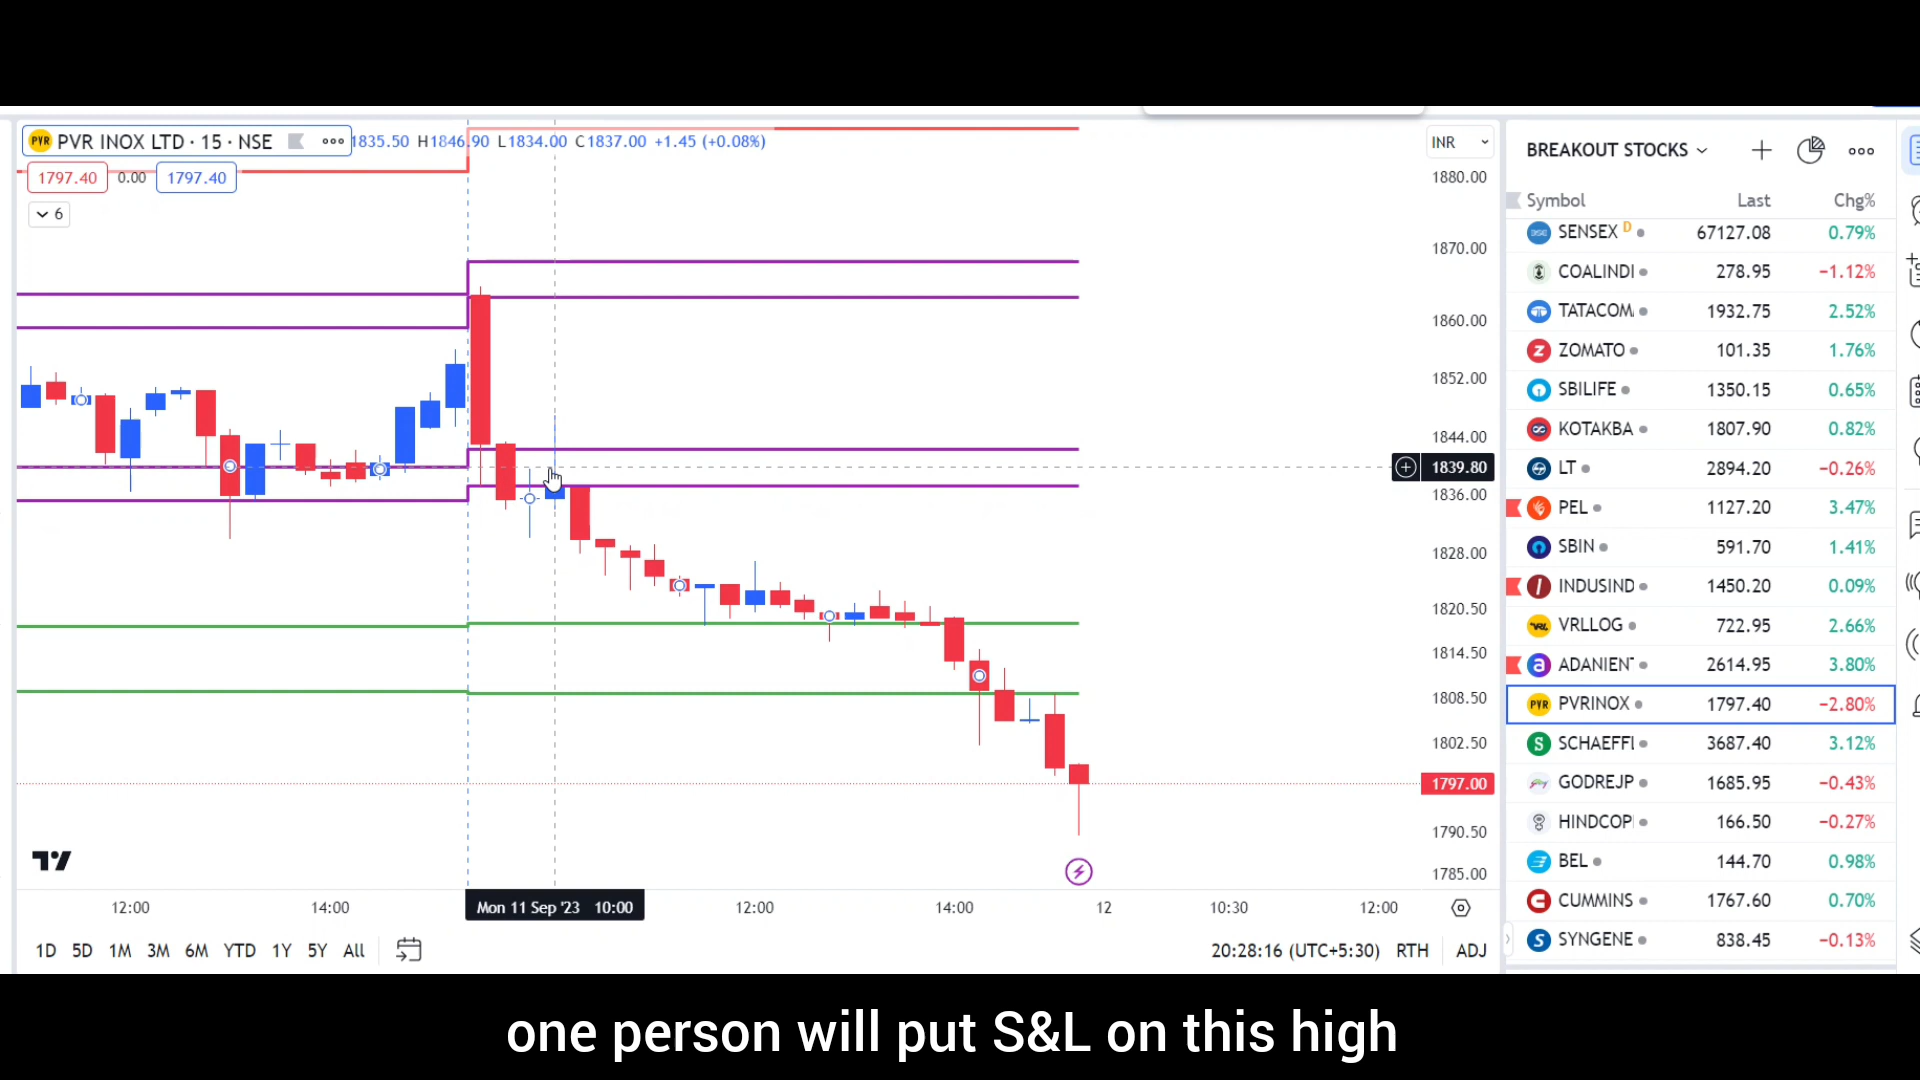 PVR PVR INOX LTD · 15 · NSE 1835.50 H1846.90 L1834.00 C1837.00 +1.45 (+0.08%)
1797.40 0.00 1797.40
6
INR
1880.00
1870.00
1860.00
1852.00
1844.00
1839.80
1836.00
1828.00
1820.50
1814.50
1808.50
1802.50
1797.00
1790.50
1785.00
12:00 14:00 Mon 11 Sep '23 10:00 12:00 14:00 12 10:30 12:00
1D 5D 1M 3M 6M YTD 1Y 5Y All 20:28:16 (UTC+5:30) RTH ADJ
BREAKOUT STOCKS
Symbol Last Chg%
SENSEX D 67127.08 0.79%
COALINDI 278.95 −1.12%
TATACOM 1932.75 2.52%
ZOMATO 101.35 1.76%
SBILIFE 1350.15 0.65%
KOTAKBA 1807.90 0.82%
LT 2894.20 −0.26%
PEL 1127.20 3.47%
SBIN 591.70 1.41%
INDUSIND 1450.20 0.09%
VRLLOG 722.95 2.66%
ADANIENT 2614.95 3.80%
PVR PVRINOX 1797.40 −2.80%
SCHAEFFL 3687.40 3.12%
GODREJP 1685.95 −0.43%
HINDCOP 166.50 −0.27%
BEL 144.70 0.98%
CUMMINS 1767.60 0.70%
SYNGENE 838.45 −0.13%
one person will put S&L on this high